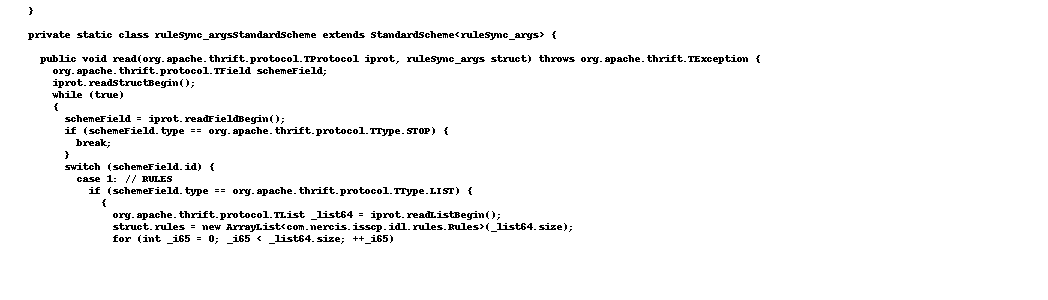 }
private static class ruleSync_argsStandardScheme extends StandardScheme<ruleSync_args> {
public void read(org.apache.thrift.protocol.TProtocol iprot, ruleSync_args struct) throws org.apache.thrift.TException {
org.apache.thrift.protocol.TField schemeField;
iprot.readStructBegin();
while (true)
{
schemeField = iprot.readFieldBegin();
if (schemeField.type == org.apache.thrift.protocol.TType.STOP) {
break;
}
switch (schemeField.id) {
case 1: // RULES
if (schemeField.type == org.apache.thrift.protocol.TType.LIST) {
{
org.apache.thrift.protocol.TList _list64 = iprot.readListBegin();
struct.rules = new ArrayList<com.nercis.isscp.idl.rules.Rules>(_list64.size);
for (int _i65 = 0; _i65 < _list64.size; ++_i65)